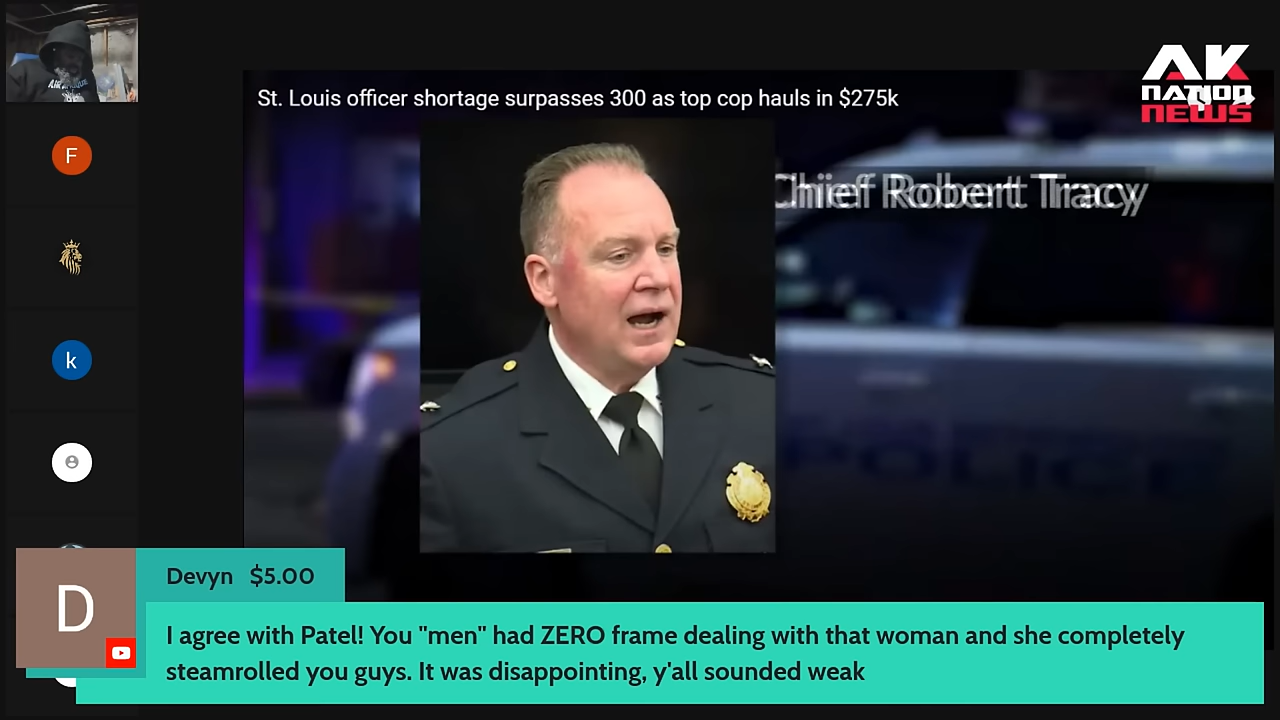 AK
NATION
NEWS
St. Louis officer shortage surpasses 300 as top cop hauls in $275k
Chief Robert Tracy
F
k
POLICE
D
Devyn $5.00
I agree with Patel! You "men" had ZERO frame dealing with that woman and she completely
steamrolled you guys. It was disappointing, y'all sounded weak